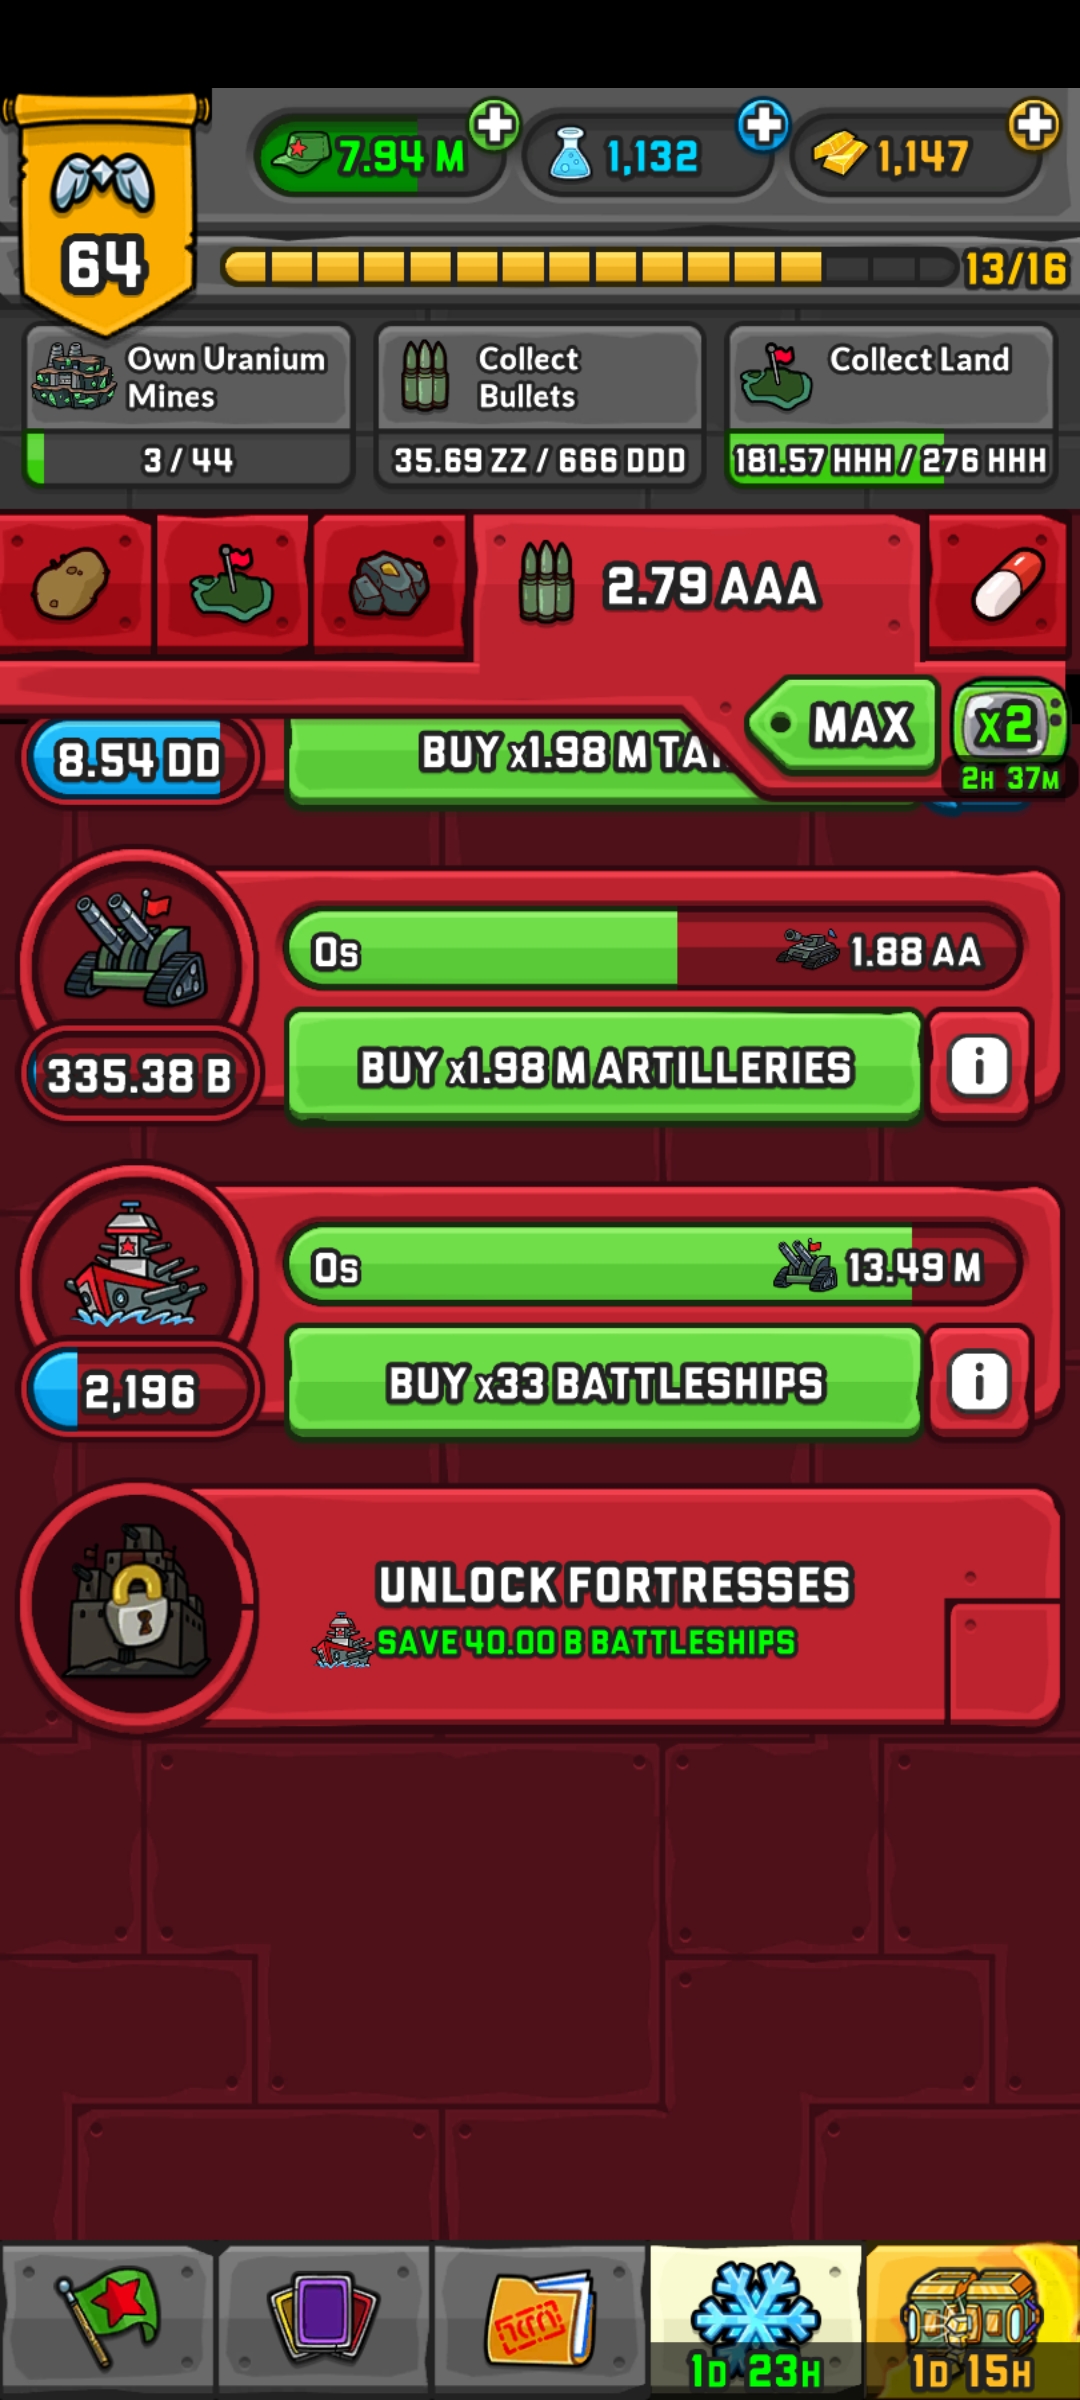 7.94 M
1,132
1,147
64
13/16
Own Uranium
Mines
3 / 44
Collect
Bullets
35.69 ZZ / 666 DDD
Collect Land
181.57 HHH / 276 HHH
2.79 AAA
MAX
x2
2H 37M
8.54 DD
BUY x1.98 M TA
0s
1.88 AA
335.38 B
BUY x1.98 M ARTILLERIES
i
0s
13.49 M
2,196
BUY x33 BATTLESHIPS
i
UNLOCK FORTRESSES
SAVE 40.00 B BATTLESHIPS
1D 23H
1D 15H